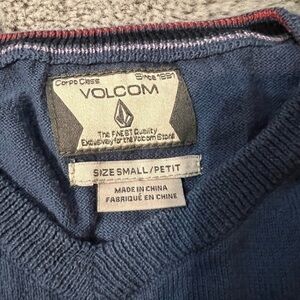 Corpo Class Since 1991
VOLCOM
The FINEST Quality
Exclusively for the Volcom Stone
SIZE SMALL/PETIT
MADE IN CHINA
FABRIQUÉ EN CHINE